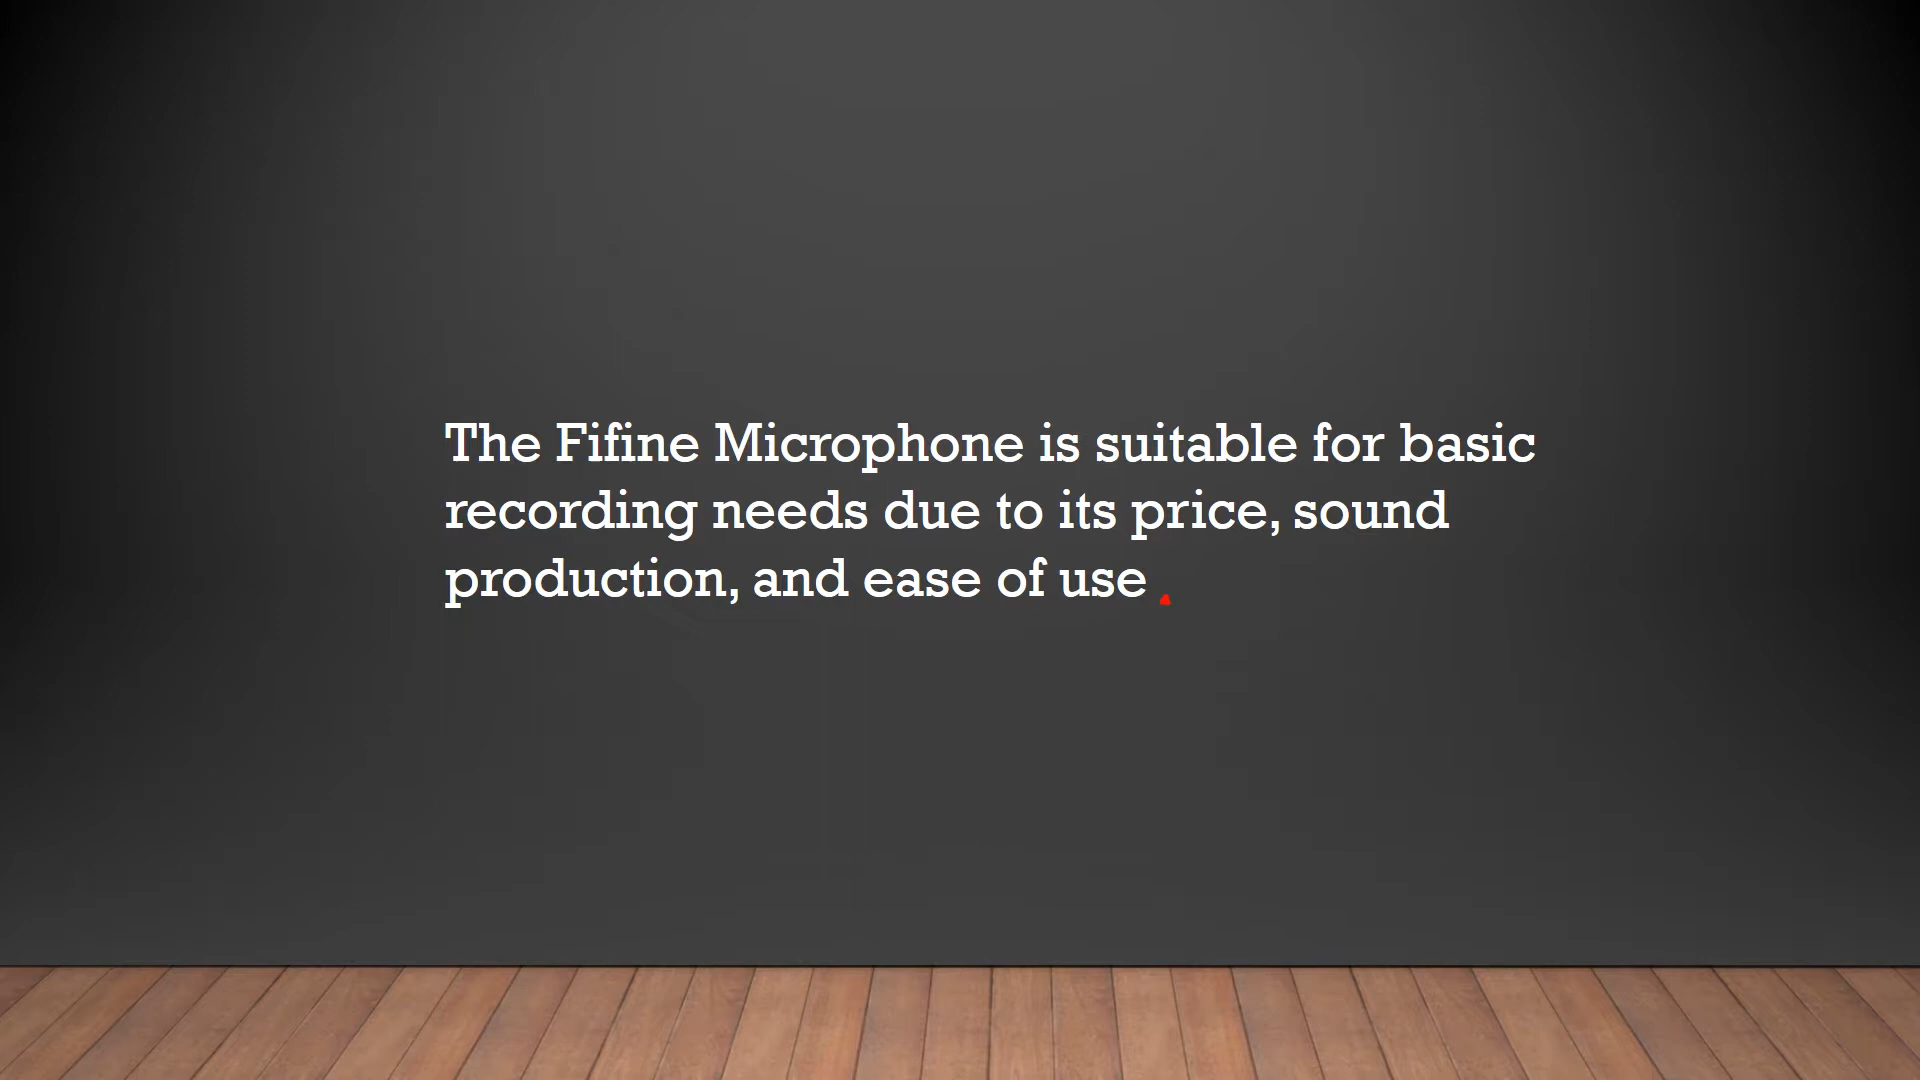 The Fifine Microphone is suitable for basic
recording needs due to its price, sound
production, and ease of use .